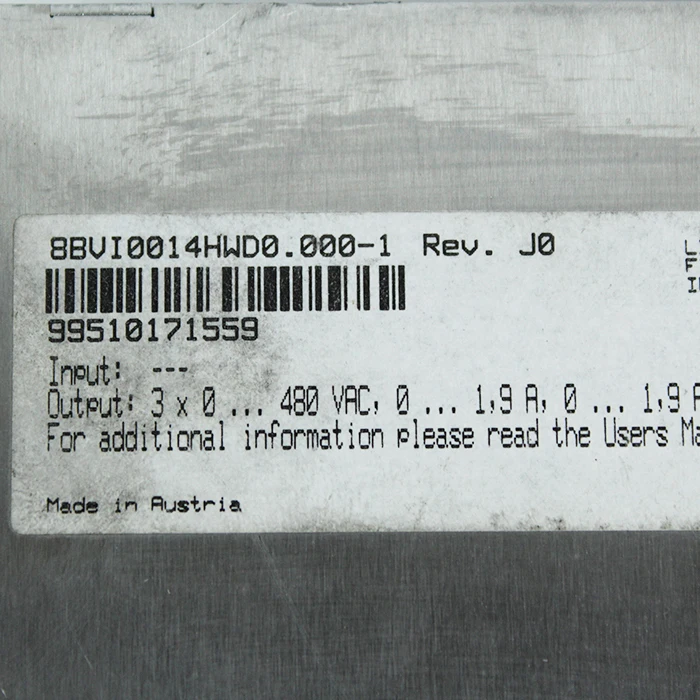 8BVI0014HWD0.000-1 Rev. J0
99510171559
Input: ---
Output: 3 x 0 ... 480 VAC, 0 ... 1,9 A, 0 ... 1,9 A
For additional information please read the Users
Made in Austria